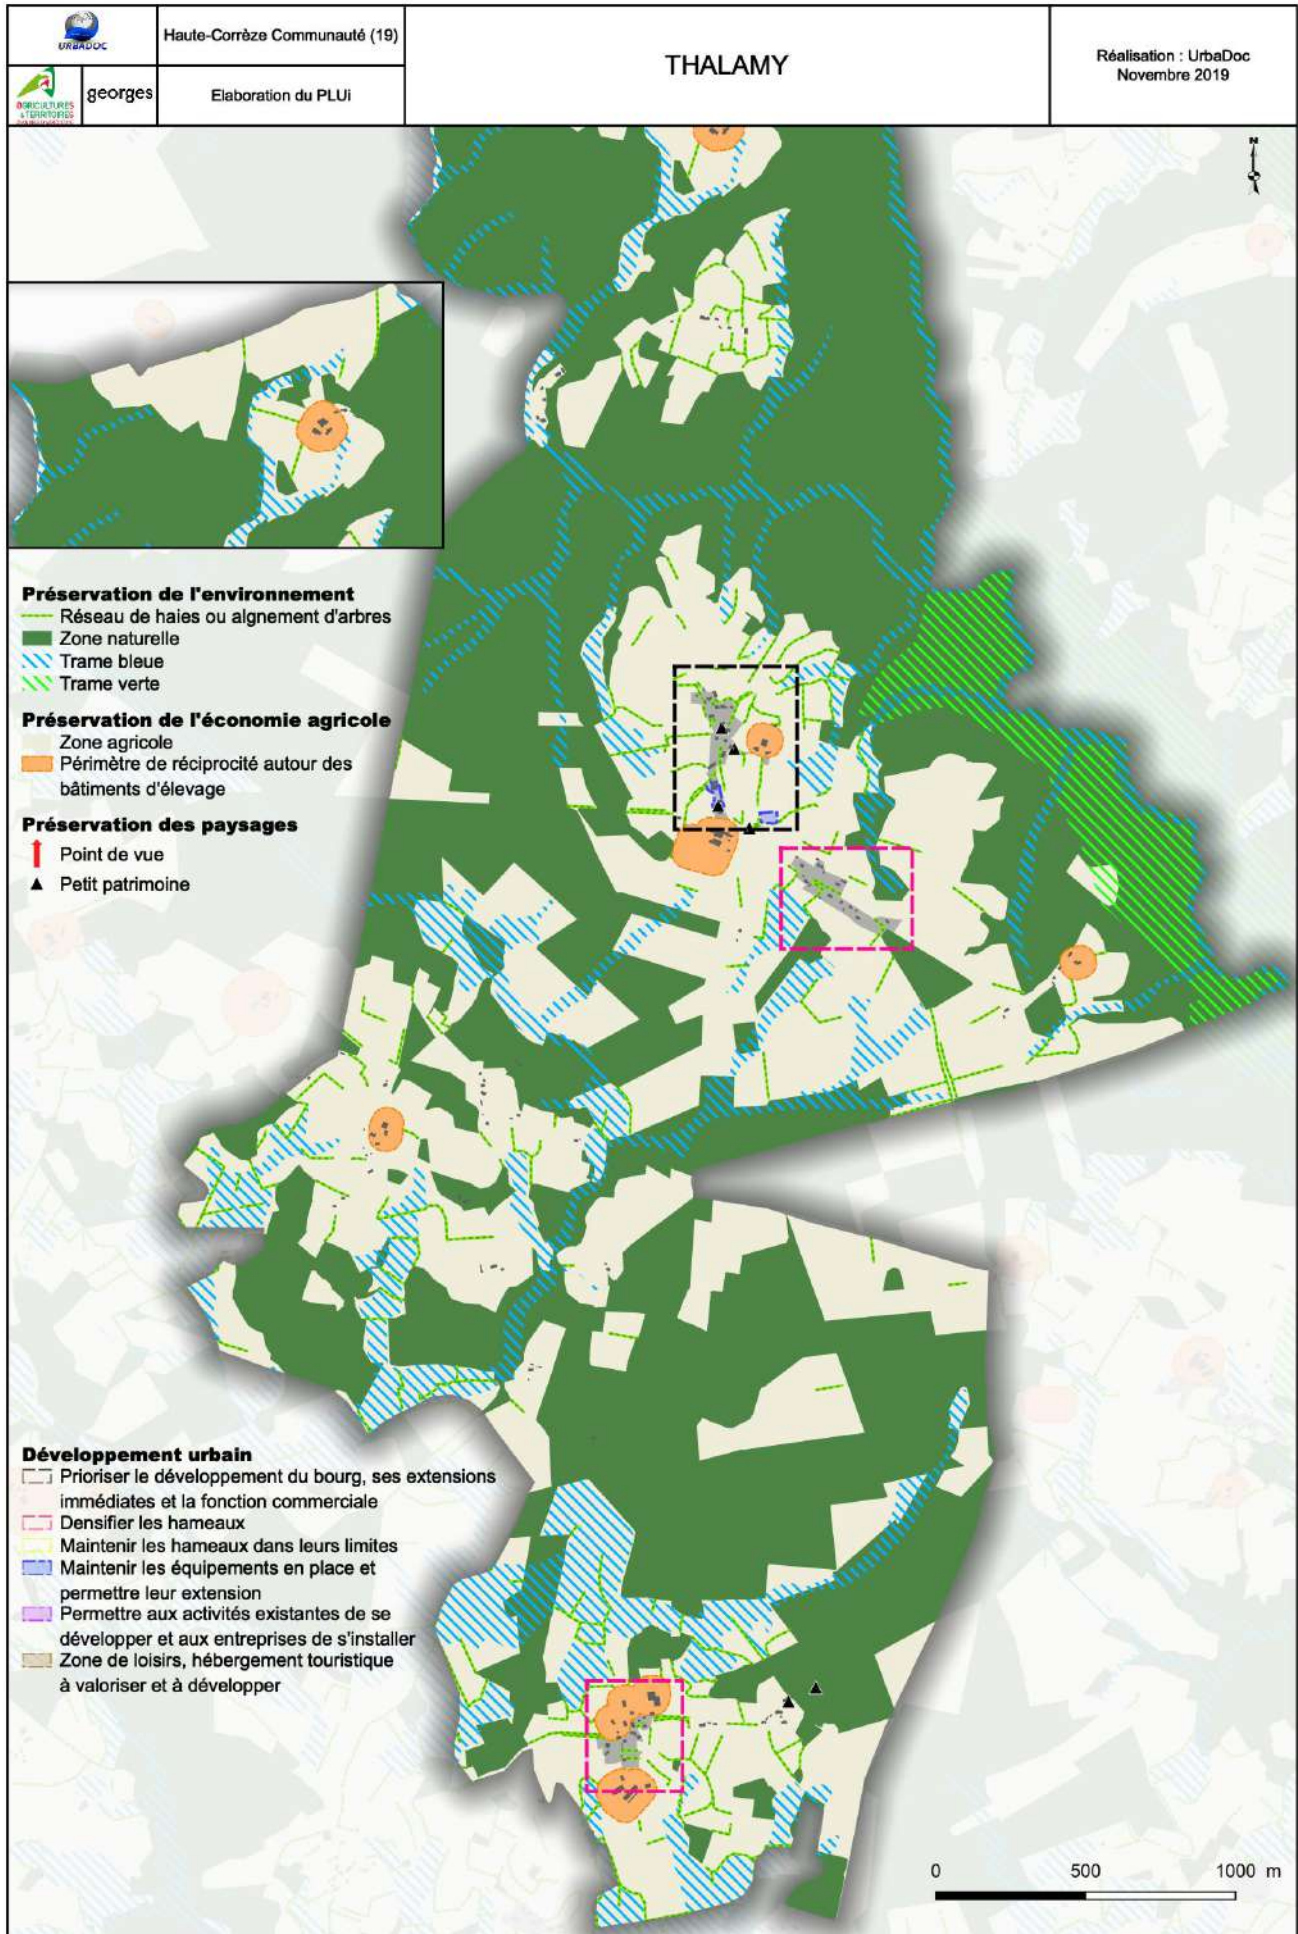 URBADOC
Haute-Corrèze Communauté (19)
THALAMY
Réalisation : UrbaDoc
Novembre 2019
AGRICULTURES
& TERRITOIRES
georges
Elaboration du PLUi
N
Préservation de l'environnement
Réseau de haies ou algnement d'arbres
Zone naturelle
Trame bleue
Trame verte
Préservation de l'économie agricole
Zone agricole
Périmètre de réciprocité autour des
bâtiments d'élevage
Préservation des paysages
Point de vue
Petit patrimoine
Développement urbain
Prioriser le développement du bourg, ses extensions
immédiates et la fonction commerciale
Densifier les hameaux
Maintenir les hameaux dans leurs limites
Maintenir les équipements en place et
permettre leur extension
Permettre aux activités existantes de se
développer et aux entreprises de s'installer
Zone de loisirs, hébergement touristique
à valoriser et à développer
0 500 1000 m